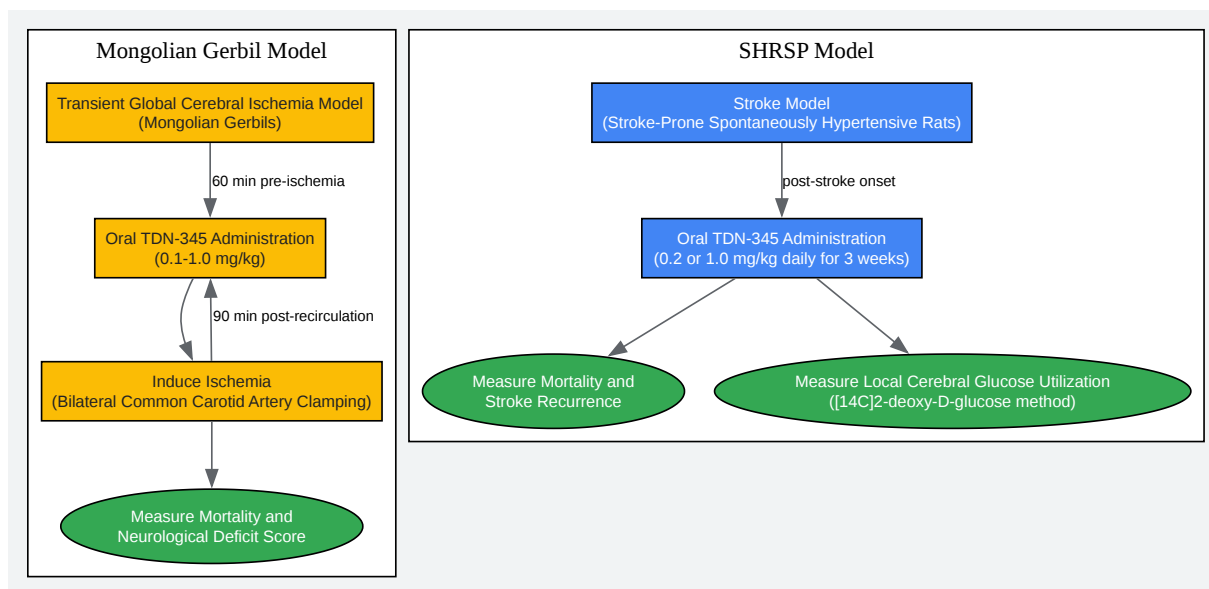 Mongolian Gerbil Model
Transient Global Cerebral Ischemia Model
(Mongolian Gerbils)
60 min pre-ischemia
Oral TDN-345 Administration
(0.1-1.0 mg/kg)
90 min post-recirculation
Induce Ischemia
(Bilateral Common Carotid Artery Clamping)
Measure Mortality and
Neurological Deficit Score
SHRSP Model
Stroke Model
(Stroke-Prone Spontaneously Hypertensive Rats)
post-stroke onset
Oral TDN-345 Administration
(0.2 or 1.0 mg/kg daily for 3 weeks)
Measure Mortality and
Stroke Recurrence
Measure Local Cerebral Glucose Utilization
([14C]2-deoxy-D-glucose method)